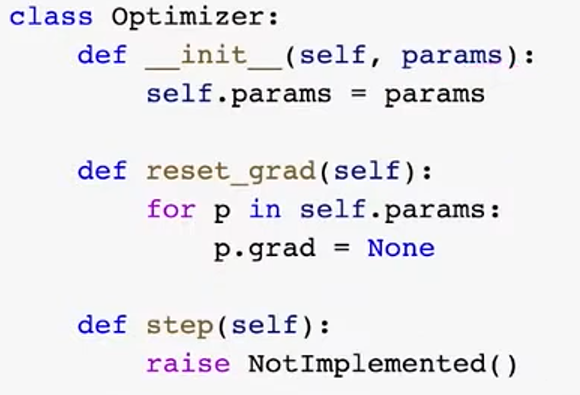 class Optimizer:
    def __init__(self, params):
        self.params = params

    def reset_grad(self):
        for p in self.params:
            p.grad = None

    def step(self):
        raise NotImplemented()